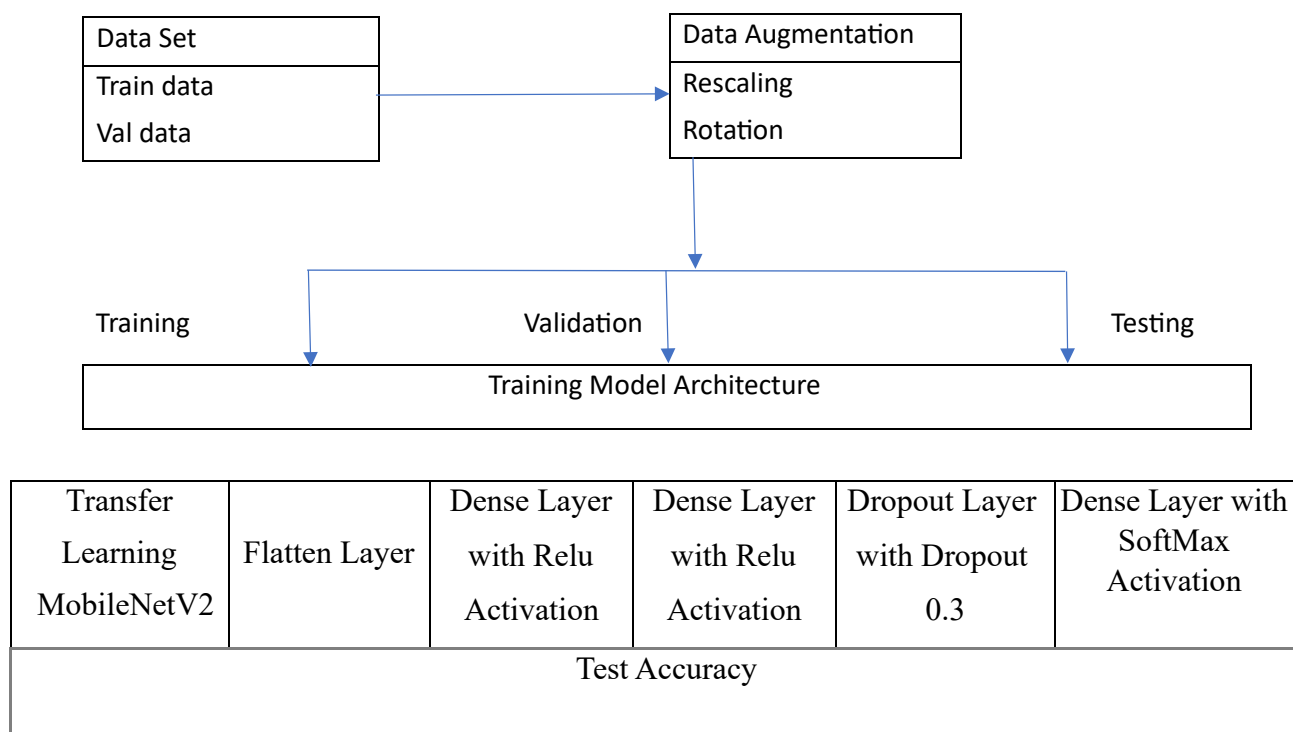 Data Set
Train data
Val data
Data Augmentation
Rescaling
Rotation
Training
Validation
Testing
Training Model Architecture
Transfer
Learning
MobileNetV2
Flatten Layer
Dense Layer
with Relu
Activation
Dense Layer
with Relu
Activation
Dropout Layer
with Dropout
0.3
Dense Layer with
SoftMax
Activation
Test Accuracy